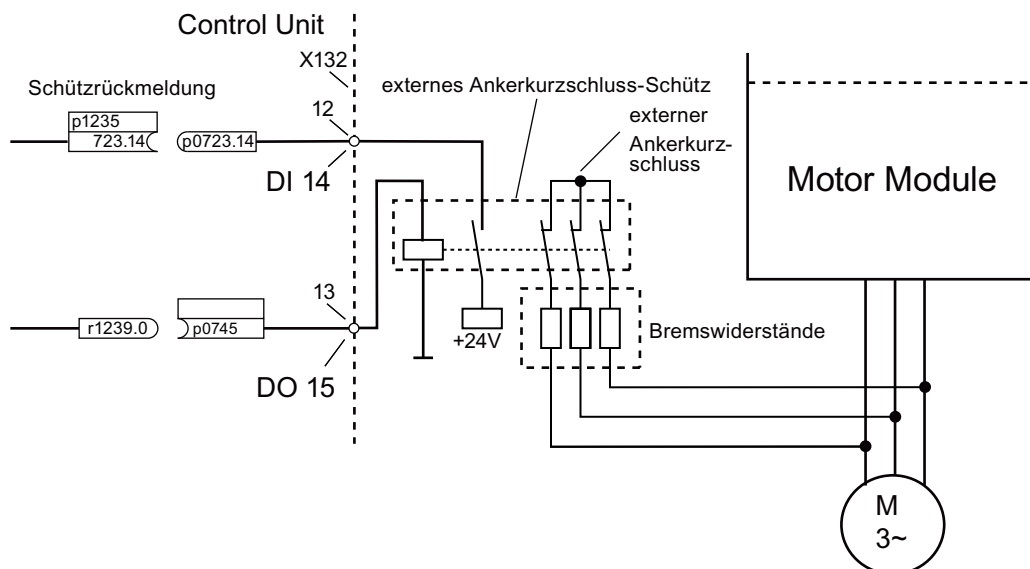 Control Unit
X132
Schützrückmeldung
externes Ankerkurzschluss-Schütz
p1235
723.14
p0723.14
12
DI 14
externer
Ankerkurz-
schluss
Motor Module
13
r1239.0
p0745
+24V
Bremswiderstände
DO 15
M
3~